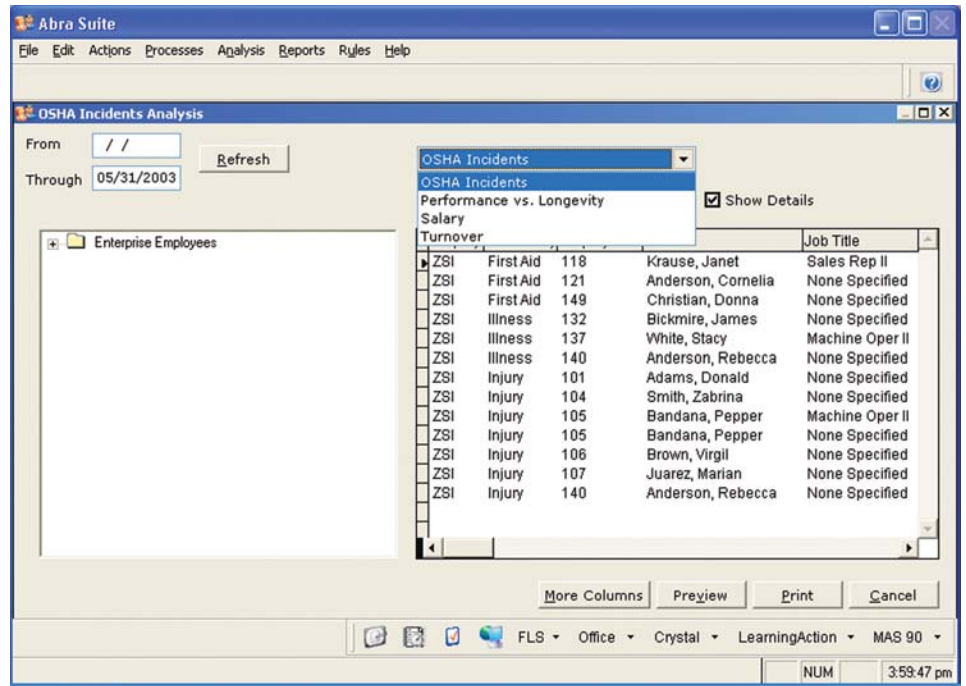 Abra Suite
File Edit Actions Processes Analysis Reports Rules Help
OSHA Incidents Analysis
From / /
Refresh
Through 05/31/2003
OSHA Incidents
OSHA Incidents
Performance vs. Longevity
Salary
Turnover
Show Details
Enterprise Employees
Job Title
ZSI First Aid 118 Krause, Janet Sales Rep II
ZSI First Aid 121 Anderson, Cornelia None Specified
ZSI First Aid 149 Christian, Donna None Specified
ZSI Illness 132 Bickmire, James None Specified
ZSI Illness 137 White, Stacy Machine Oper II
ZSI Illness 140 Anderson, Rebecca None Specified
ZSI Injury 101 Adams, Donald None Specified
ZSI Injury 104 Smith, Zabrina None Specified
ZSI Injury 105 Bandana, Pepper Machine Oper II
ZSI Injury 105 Bandana, Pepper None Specified
ZSI Injury 106 Brown, Virgil None Specified
ZSI Injury 107 Juarez, Marian None Specified
ZSI Injury 140 Anderson, Rebecca None Specified
More Columns Preview Print Cancel
FLS Office Crystal LearningAction MAS 90
NUM 3:59:47 pm